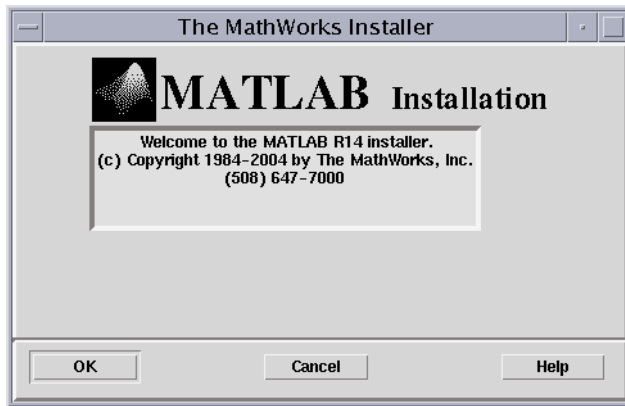 The MathWorks Installer
MATLAB Installation
Welcome to the MATLAB R14 installer.
(c) Copyright 1984-2004 by The MathWorks, Inc.
(508) 647-7000
OK Cancel Help